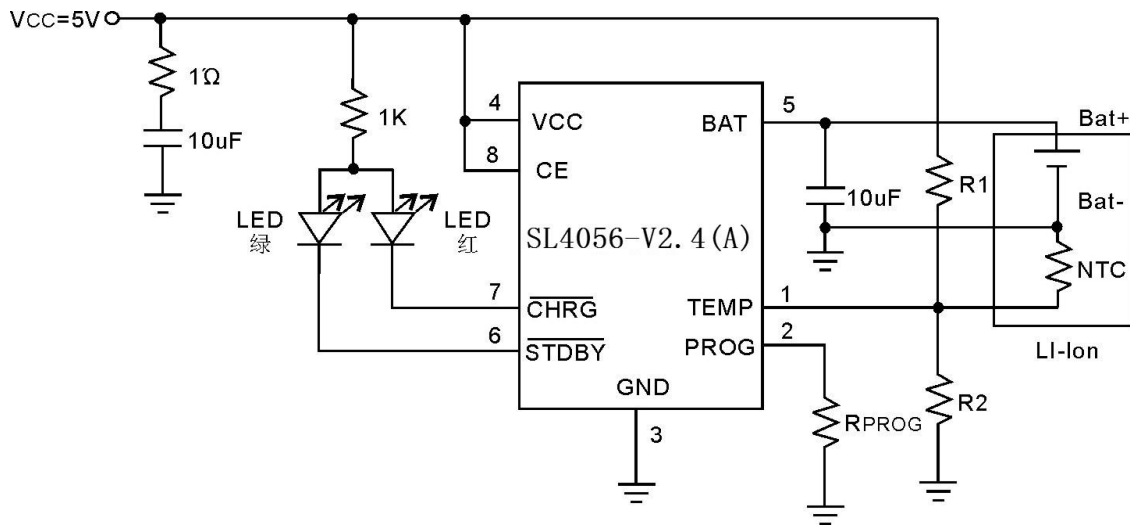 VCC=5V
1Ω
10uF
1K
LED
绿
LED
红
4
VCC
8
CE
SL4056-V2.4(A)
7
CHRG
6
STDBY
GND
3
BAT
5
TEMP
1
PROG
2
10uF
R1
R2
RPROG
Bat+
Bat-
NTC
LI-Ion